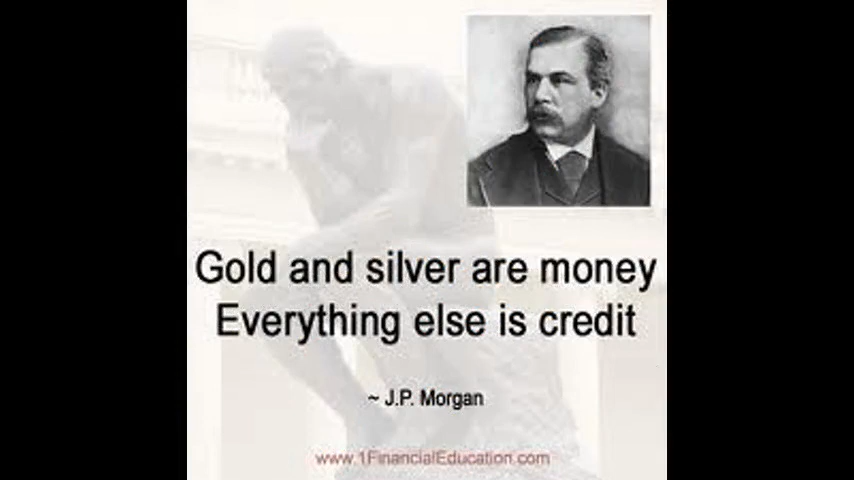 Gold and silver are money
Everything else is credit
~ J.P. Morgan
www.1FinancialEducation.com